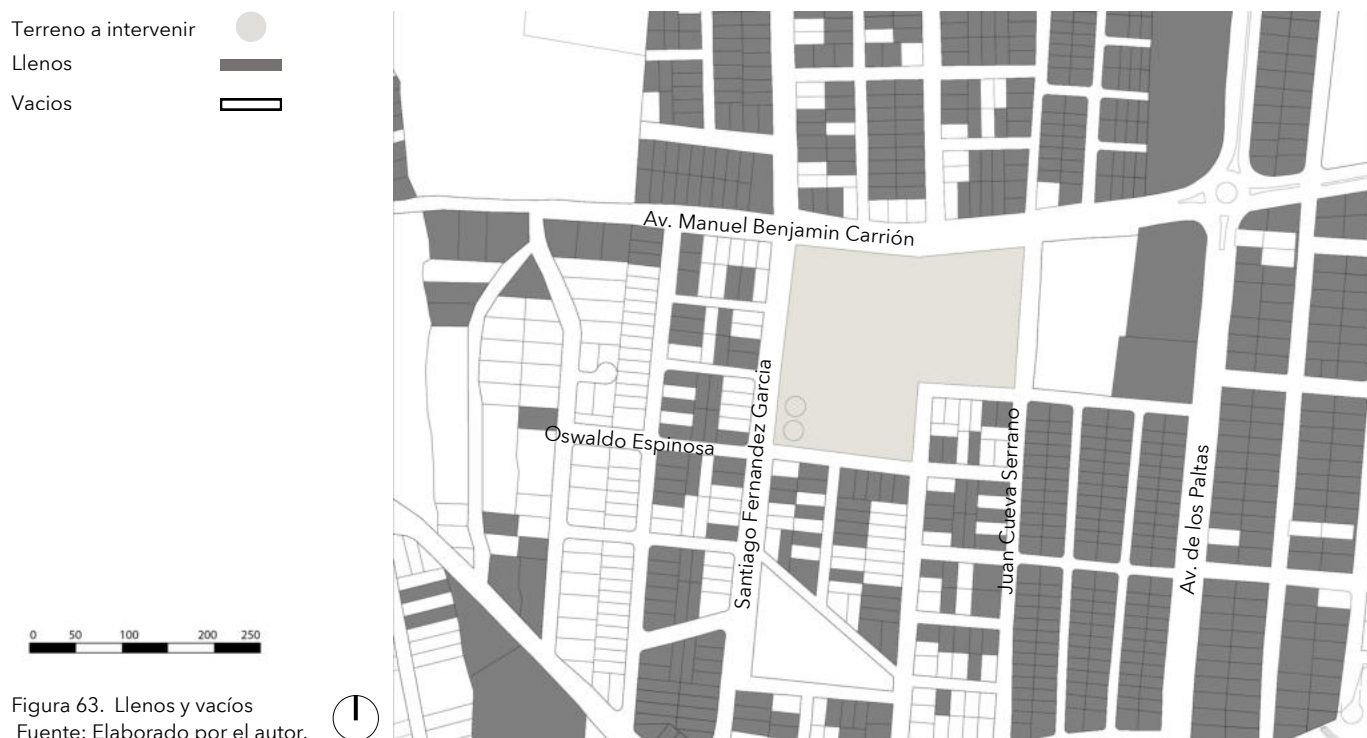 Terreno a intervenir
Llenos
Vacios
Av. Manuel Benjamin Carrión
Oswaldo Espinosa
Santiago Fernandez Garcia
Juan Cueva Serrano
Av. de los Paltas
0 50 100 200 250
Figura 63. Llenos y vacíos
Fuente: Elaborado por el autor.